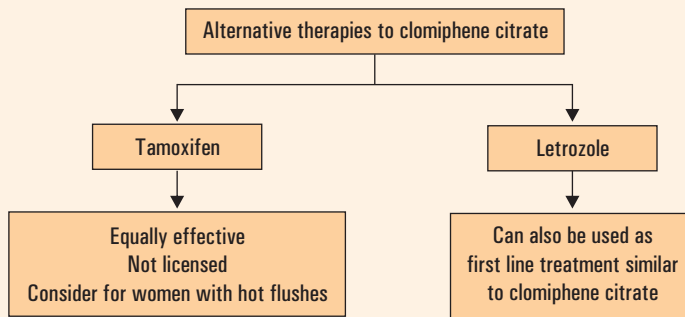 Alternative therapies to clomiphene citrate
Tamoxifen
Letrozole
Equally effective
Not licensed
Consider for women with hot flushes
Can also be used as
first line treatment similar
to clomiphene citrate